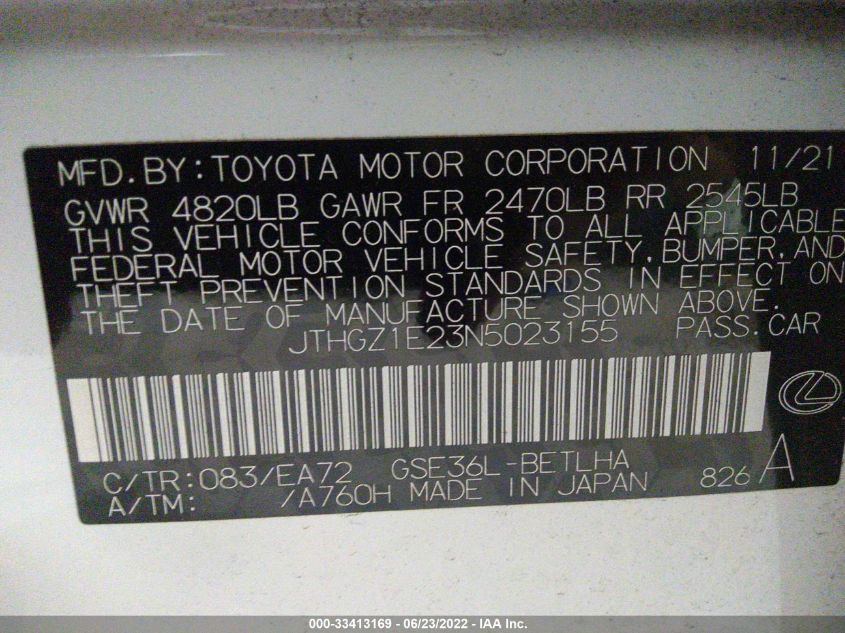 MFD.BY:TOYOTA MOTOR CORPORATION 11/21
GVWR 4820LB GAWR FR 2470LB RR 2545LB
THIS VEHICLE CONFORMS TO ALL APPLICABLE
FEDERAL MOTOR VEHICLE SAFETY,BUMPER,AND
THEFT PREVENTION STANDARDS IN EFFECT ON
THE DATE OF MANUFACTURE SHOWN ABOVE.
JTHGZ1E23N5023155 PASS.CAR
C/TR:083/EA72 GSE36L-BETLHA
A/TM: /A760H MADE IN JAPAN 826 A
000-33413169 - 06/23/2022 - IAA Inc.